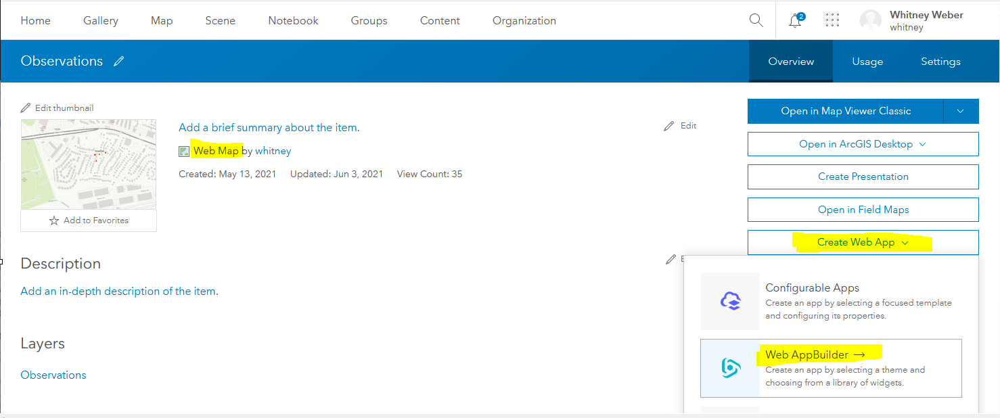 Home Gallery Map Scene Notebook Groups Content Organization
2
Whitney Weber
whitney
Observations
Overview Usage Settings
Edit thumbnail
Add to Favorites
Add a brief summary about the item.
Edit
Web Map by whitney
Created: May 13, 2021 Updated: Jun 3, 2021 View Count: 35
Description
Add an in-depth description of the item.
Layers
Observations
Open in Map Viewer Classic
Open in ArcGIS Desktop
Create Presentation
Open in Field Maps
Create Web App
Configurable Apps
Create an app by selecting a focused template
and configuring its properties.
Web AppBuilder →
Create an app by selecting a theme and
choosing from a library of widgets.